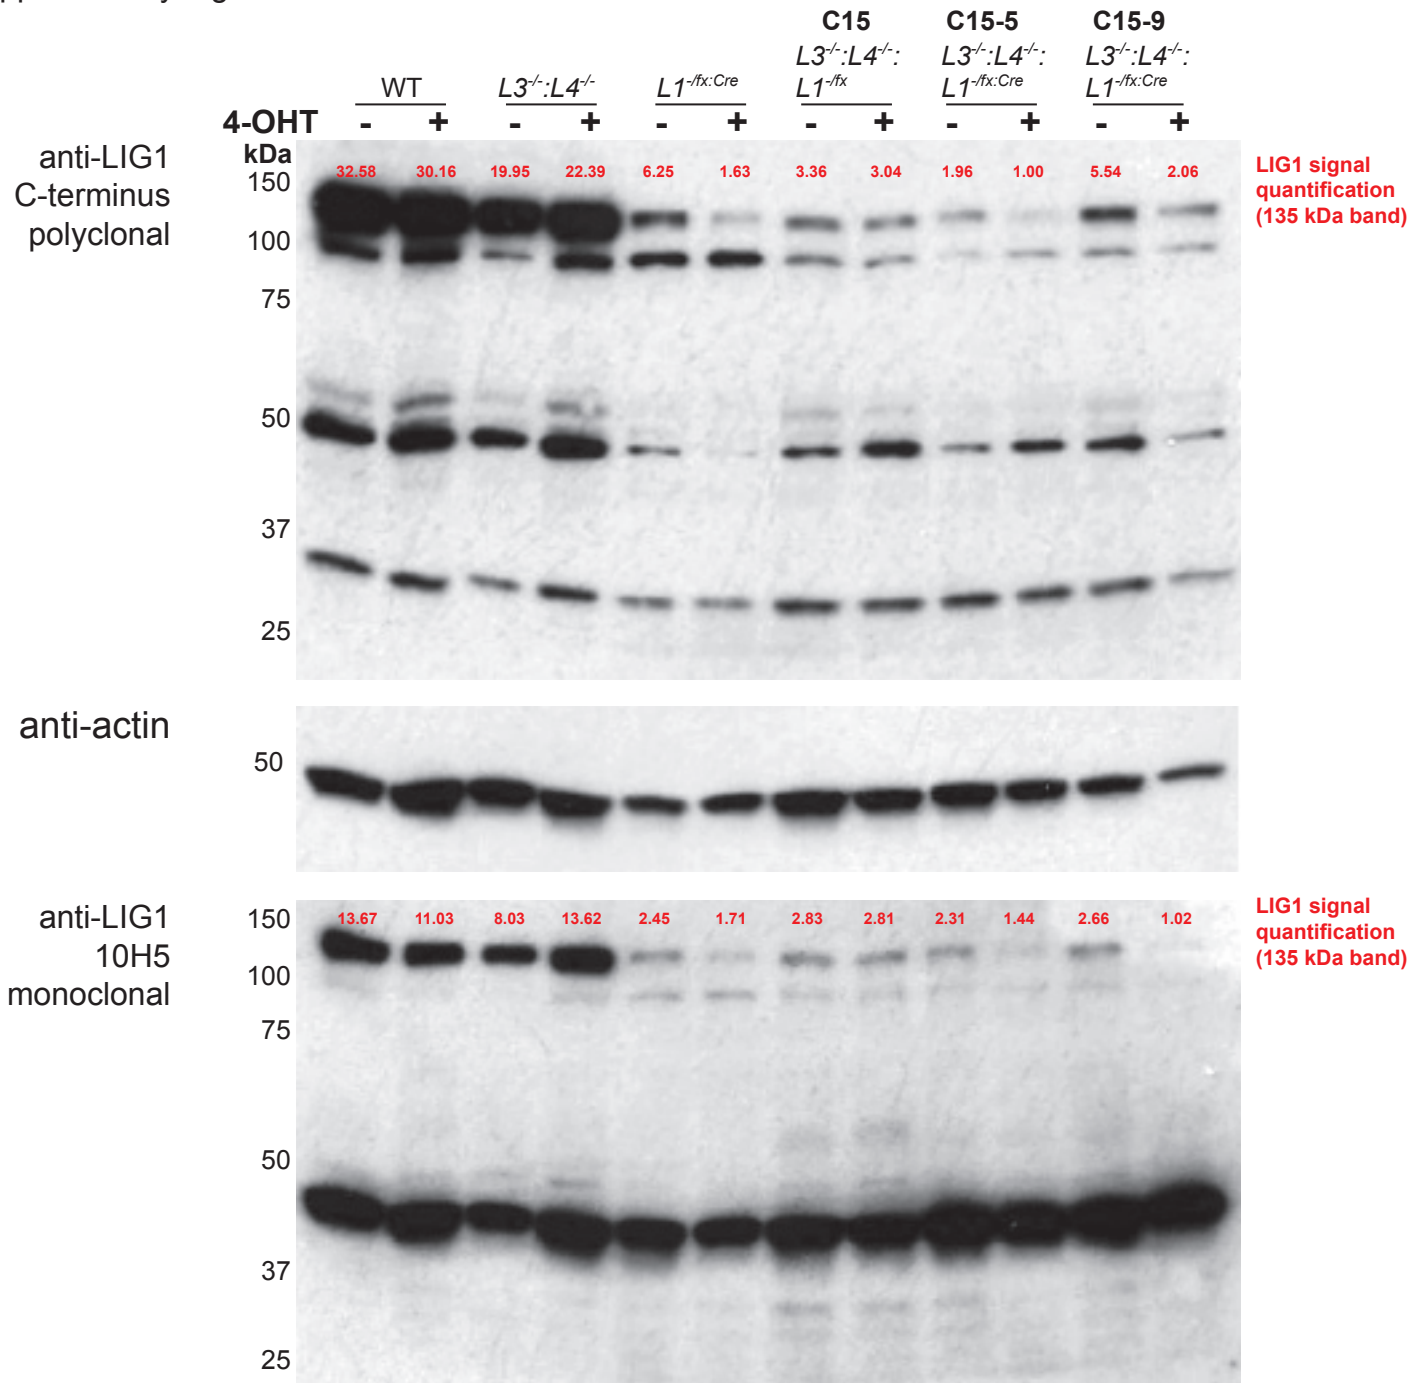 C15 C15-5 C15-9
L3-/-:L4-/-: L3-/-:L4-/-: L3-/-:L4-/-:
WT L3-/-:L4-/- L1-/fx:Cre L1-/fx L1-/fx:Cre L1-/fx:Cre
4-OHT - + - + - + - + - + - +
anti-LIG1
C-terminus
polyclonal
kDa
32.58 30.16 19.95 22.39 6.25 1.63 3.36 3.04 1.96 1.00 5.54 2.06
LIG1 signal
quantification
(135 kDa band)
150
100
75
50
37
25
anti-actin
50
anti-LIG1
10H5
monoclonal
13.67 11.03 8.03 13.62 2.45 1.71 2.83 2.81 2.31 1.44 2.66 1.02
LIG1 signal
quantification
(135 kDa band)
150
100
75
50
37
25